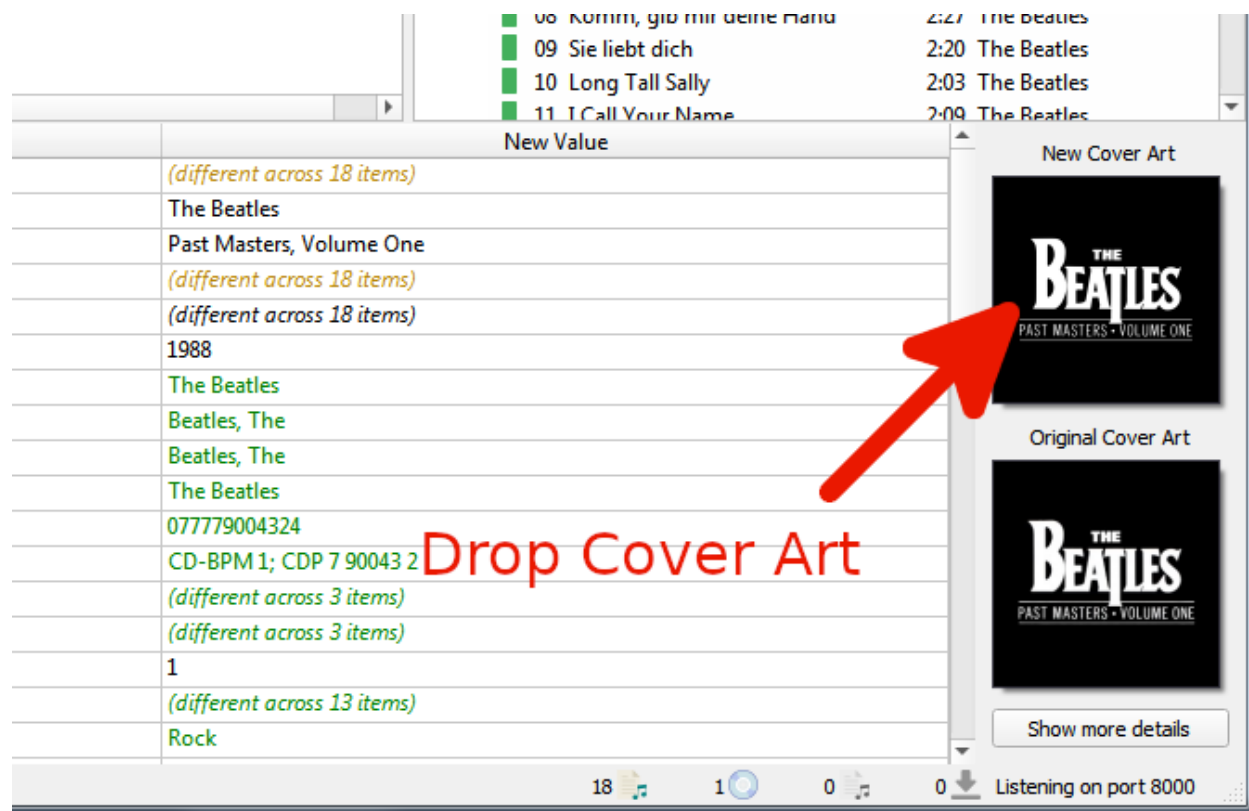 08 Komm, gib mir deine Hand 2:27 The Beatles
09 Sie liebt dich 2:20 The Beatles
10 Long Tall Sally 2:03 The Beatles
11 I Call Your Name 2:09 The Beatles
New Value
New Cover Art
(different across 18 items)
The Beatles
Past Masters, Volume One
(different across 18 items)
(different across 18 items)
1988
The Beatles
Beatles, The
Beatles, The
The Beatles
077779004324
CD-BPM 1; CDP 7 90043 2
(different across 3 items)
(different across 3 items)
1
(different across 13 items)
Rock
THE
BEATLES
PAST MASTERS • VOLUME ONE
Drop Cover Art
Original Cover Art
THE
BEATLES
PAST MASTERS • VOLUME ONE
Show more details
18 1 0 0 Listening on port 8000